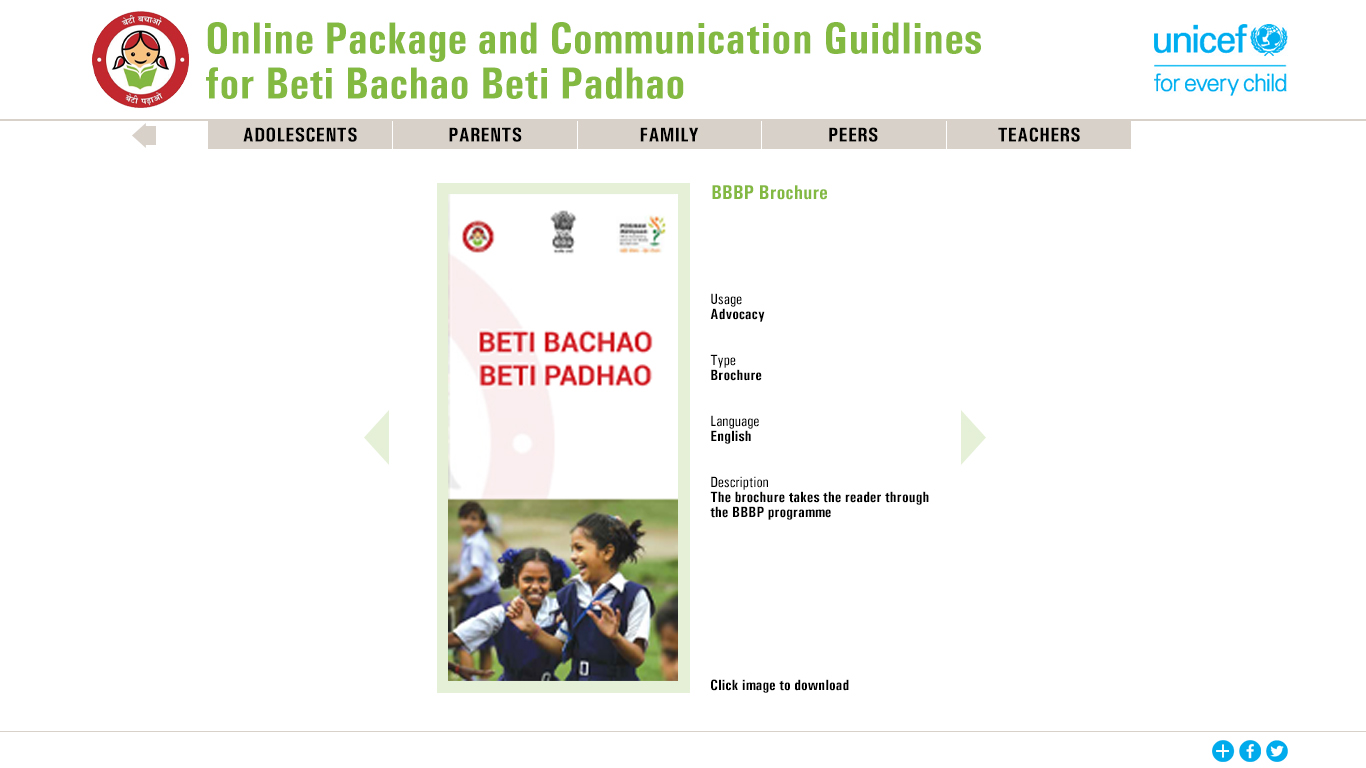 बेटी बचाओ
बेटी पढ़ाओ
Online Package and Communication Guidlines
for Beti Bachao Beti Padhao
unicef
for every child
ADOLESCENTS
PARENTS
FAMILY
PEERS
TEACHERS
BETI BACHAO
BETI PADHAO
BBBP Brochure
Usage
Advocacy
Type
Brochure
Language
English
Description
The brochure takes the reader through
the BBBP programme
Click image to download